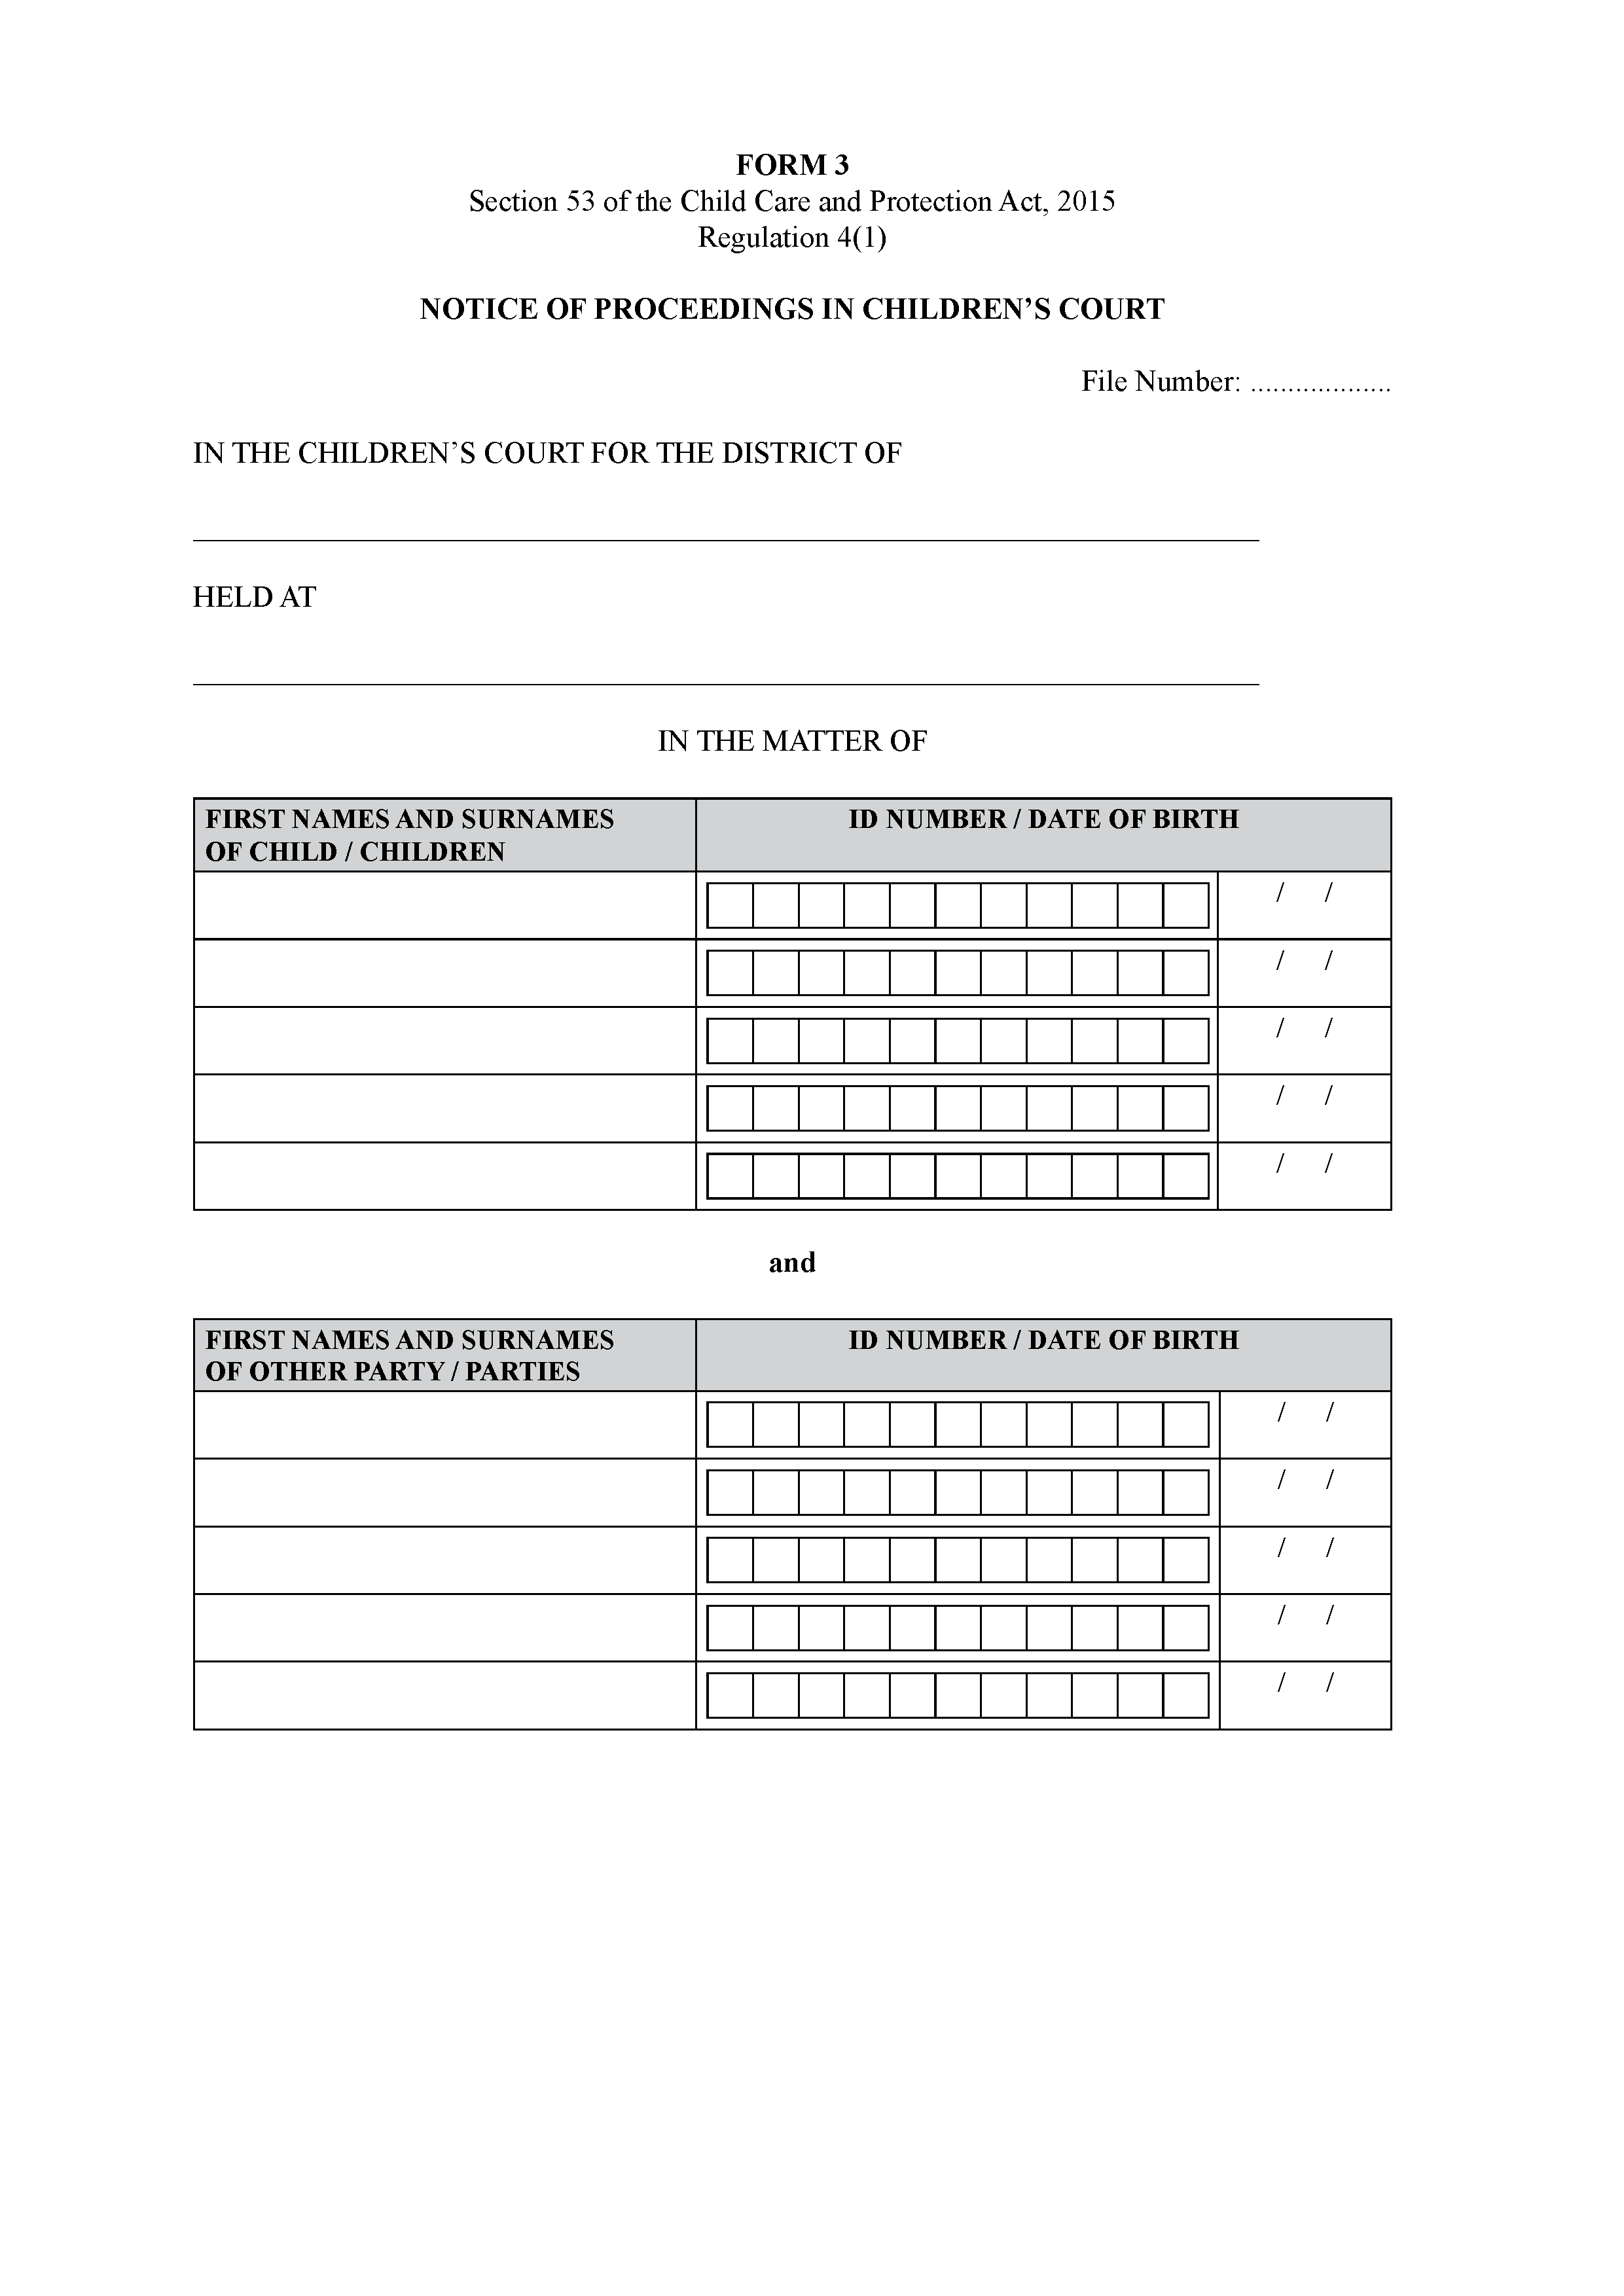 FORM 3
Section 53 of the Child Care and Protection Act, 2015
Regulation 4(1)
NOTICE OF PROCEEDINGS IN CHILDREN’S COURT
File Number: ...................
IN THE CHILDREN’S COURT FOR THE DISTRICT OF
HELD AT
IN THE MATTER OF
FIRST NAMES AND SURNAMES
OF CHILD / CHILDREN
ID NUMBER / DATE OF BIRTH
/ /
/ /
/ /
/ /
/ /
and
FIRST NAMES AND SURNAMES
OF OTHER PARTY / PARTIES
ID NUMBER / DATE OF BIRTH
/ /
/ /
/ /
/ /
/ /